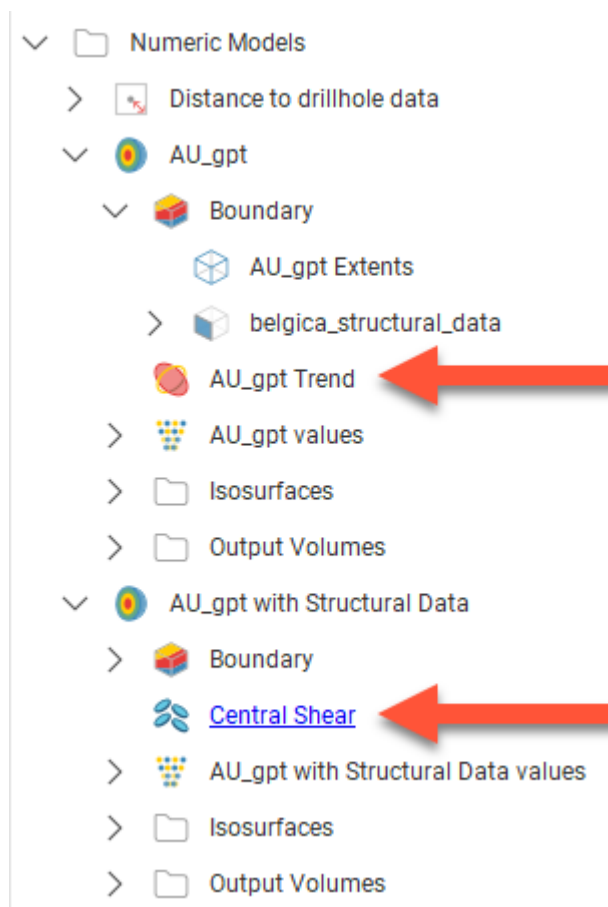 Numeric Models
Distance to drillhole data
AU_gpt
Boundary
AU_gpt Extents
belgica_structural_data
AU_gpt Trend
AU_gpt values
Isosurfaces
Output Volumes
AU_gpt with Structural Data
Boundary
Central Shear
AU_gpt with Structural Data values
Isosurfaces
Output Volumes